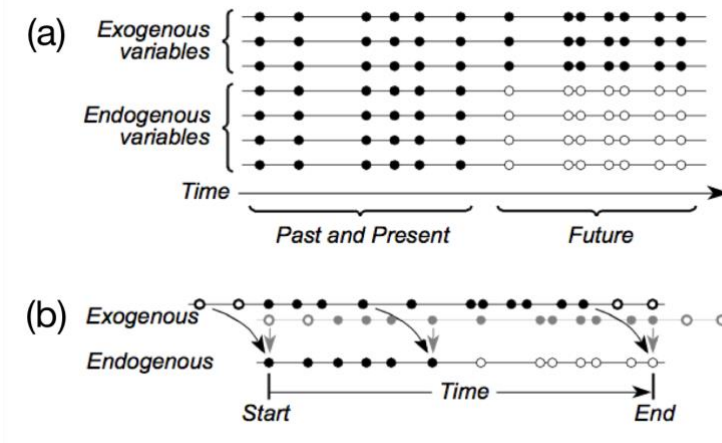 (a)
Exogenous
variables
Endogenous
variables
Time
Past and Present
Future
(b)
Exogenous
Endogenous
Time
Start
End